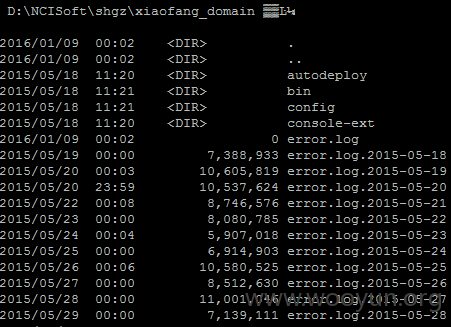 D:\NCISoft\shgz\xiaofang_domain
2016/01/09  00:02    <DIR>          .
2016/01/09  00:02    <DIR>          ..
2015/05/18  11:20    <DIR>          autodeploy
2015/05/18  11:21    <DIR>          bin
2015/05/18  11:21    <DIR>          config
2015/05/18  11:20    <DIR>          console-ext
2016/01/09  00:02                 0 error.log
2015/05/19  00:00         7,388,933 error.log.2015-05-18
2015/05/20  00:03        10,605,819 error.log.2015-05-19
2015/05/20  23:59        10,537,624 error.log.2015-05-20
2015/05/22  00:08         8,746,576 error.log.2015-05-21
2015/05/23  00:00         8,080,785 error.log.2015-05-22
2015/05/24  00:04         5,907,018 error.log.2015-05-23
2015/05/25  00:00         6,914,903 error.log.2015-05-24
2015/05/26  00:06        10,580,525 error.log.2015-05-25
2015/05/27  00:00         8,512,630 error.log.2015-05-26
2015/05/28  00:00        11,001,046 error.log.2015-05-27
2015/05/29  00:00         7,139,111 error.log.2015-05-28
www.wooyun.org